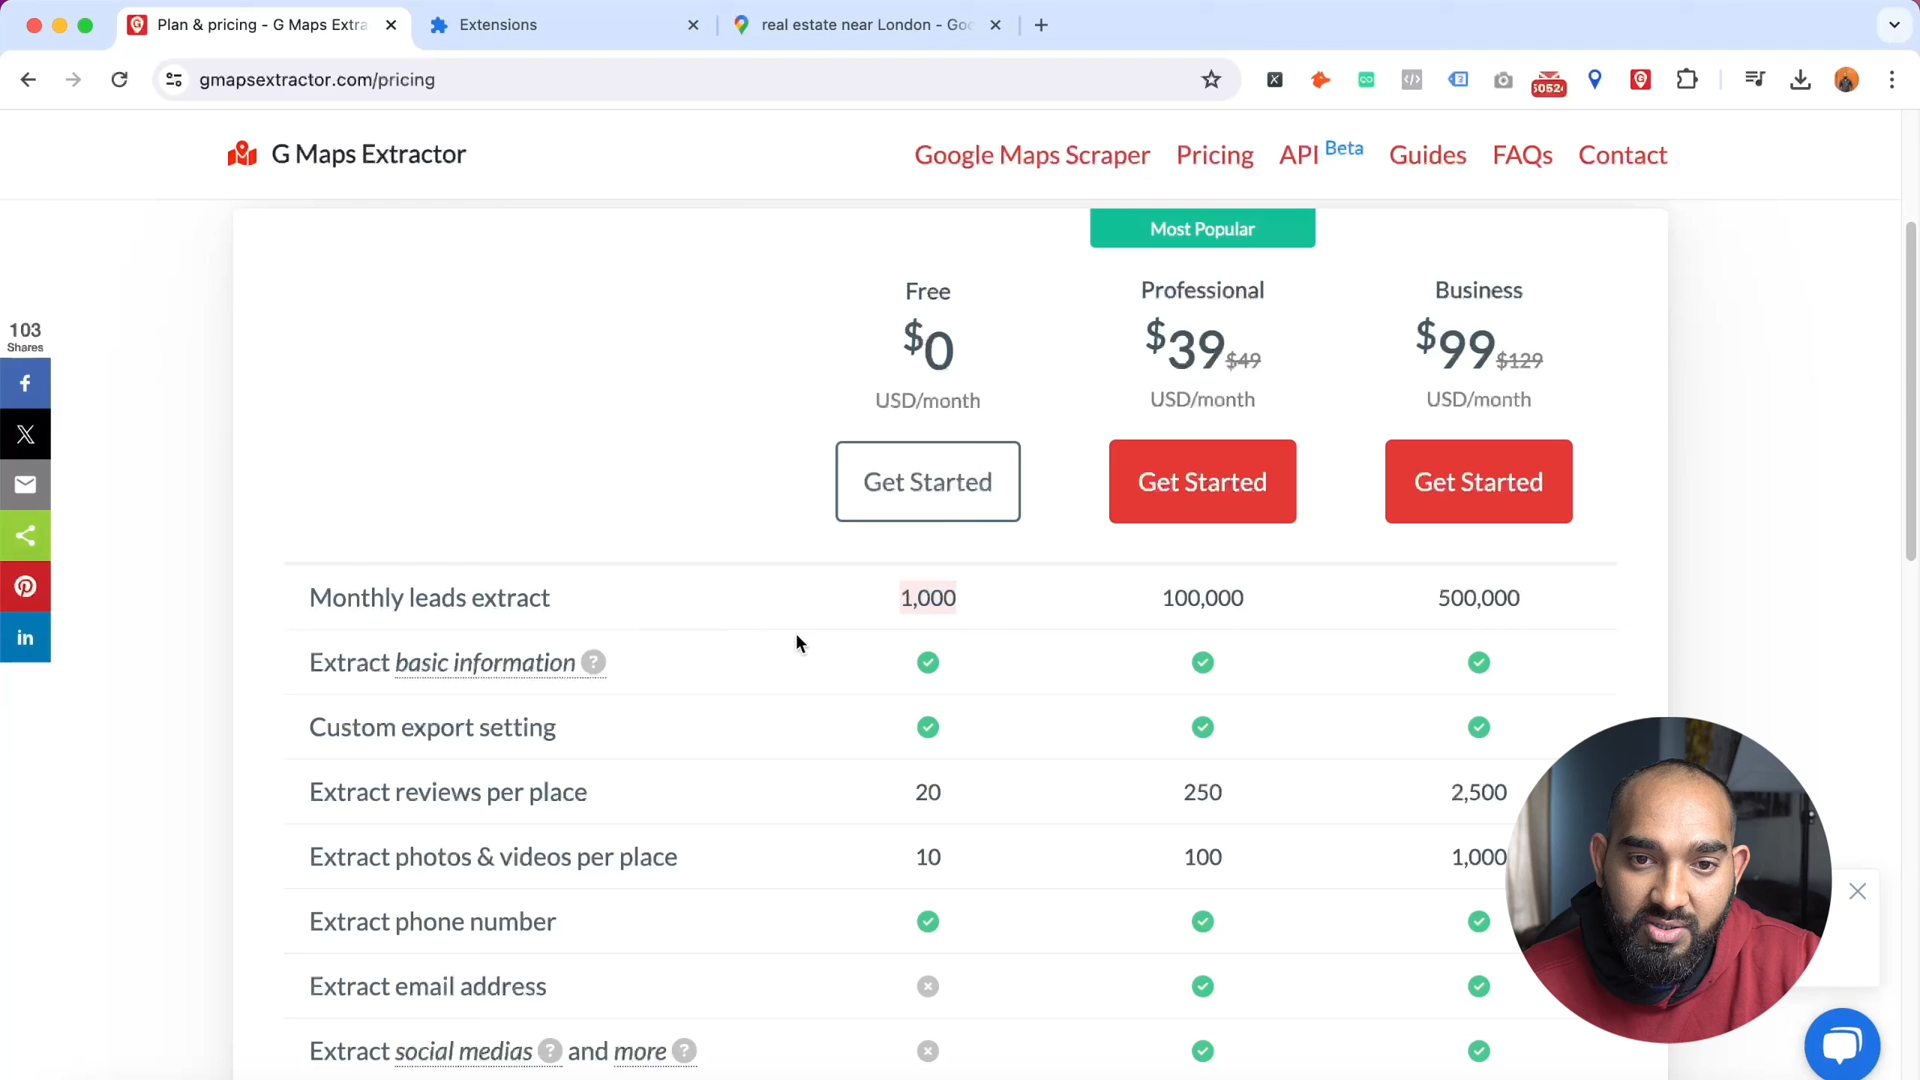 Plan & pricing - G Maps Extra
Extensions
real estate near London - Goo
gmapsextractor.com/pricing
5052
G Maps Extractor
Google Maps Scraper
Pricing
API Beta
Guides
FAQs
Contact
Most Popular
Free
Professional
Business
$0
$39 $49
$99 $129
USD/month
USD/month
USD/month
103
Shares
Get Started
Get Started
Get Started
Monthly leads extract
1,000
100,000
500,000
Extract basic information
Custom export setting
Extract reviews per place
20
250
2,500
Extract photos & videos per place
10
100
1,000
Extract phone number
Extract email address
Extract social medias and more